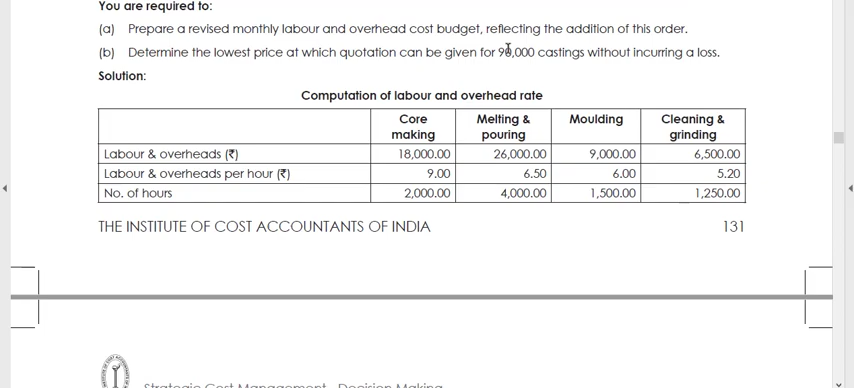 You are required to:
(a) Prepare a revised monthly labour and overhead cost budget, reflecting the addition of this order.
(b) Determine the lowest price at which quotation can be given for 90,000 castings without incurring a loss.
Solution:
Computation of labour and overhead rate
Core making Melting & pouring Moulding Cleaning & grinding
Labour & overheads (₹) 18,000.00 26,000.00 9,000.00 6,500.00
Labour & overheads per hour (₹) 9.00 6.50 6.00 5.20
No. of hours 2,000.00 4,000.00 1,500.00 1,250.00
THE INSTITUTE OF COST ACCOUNTANTS OF INDIA 131
Strategic Cost Management - Decision Making